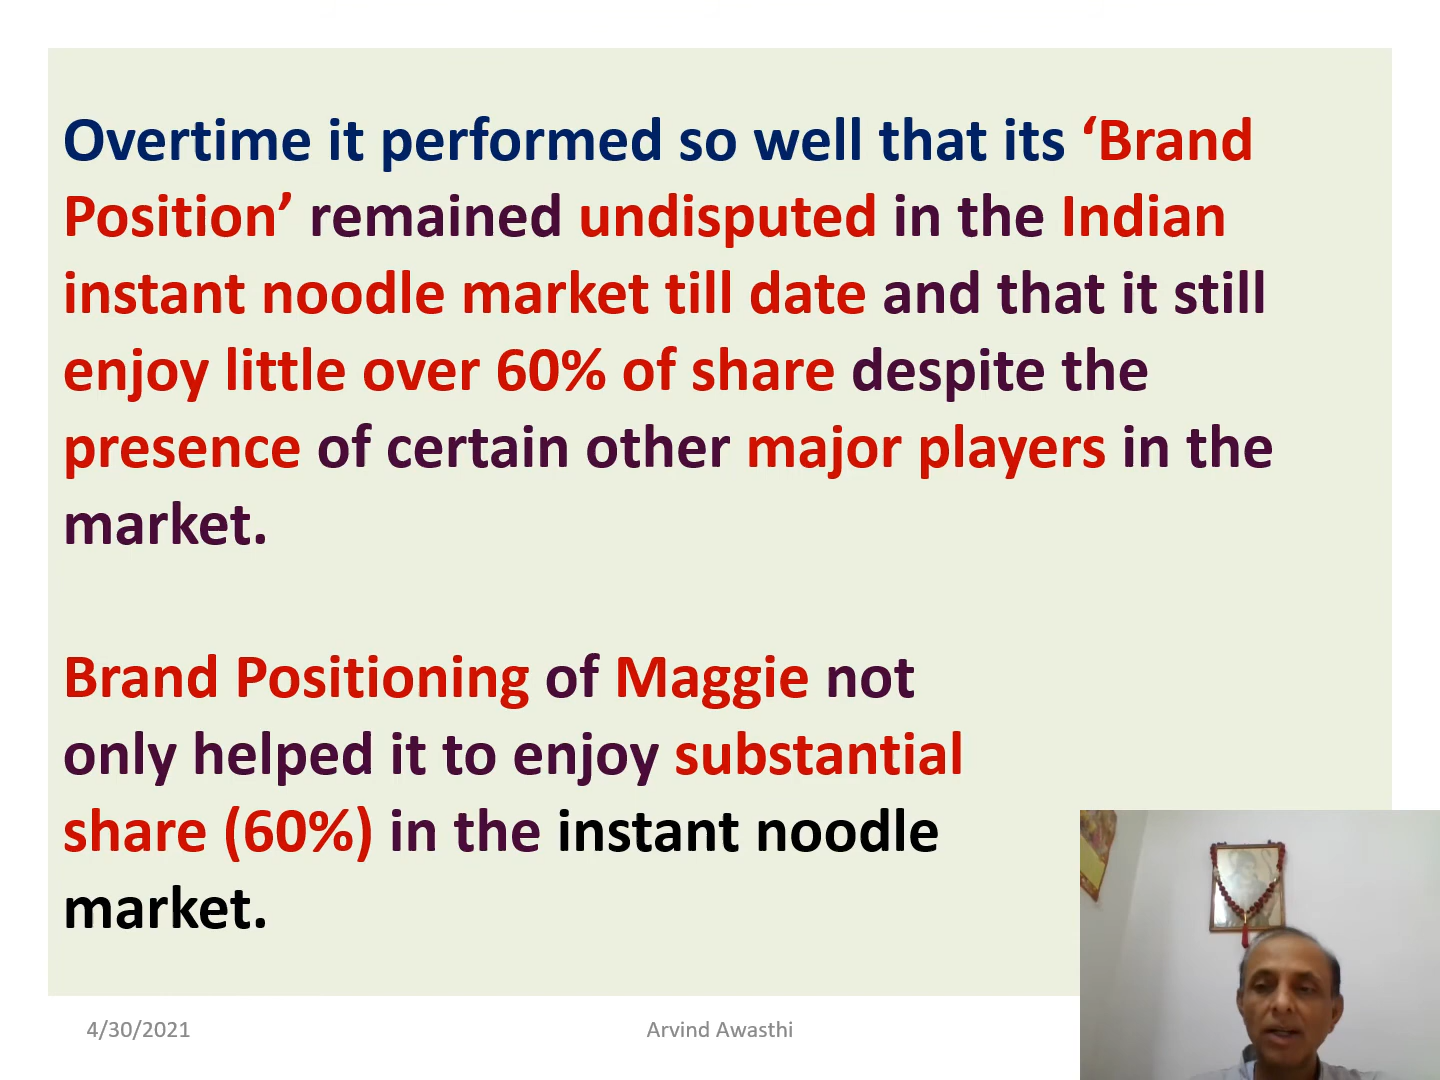 Overtime it performed so well that its ‘Brand
Position’ remained undisputed in the Indian
instant noodle market till date and that it still
enjoy little over 60% of share despite the
presence of certain other major players in the
market.
Brand Positioning of Maggie not
only helped it to enjoy substantial
share (60%) in the instant noodle
market.
4/30/2021
Arvind Awasthi